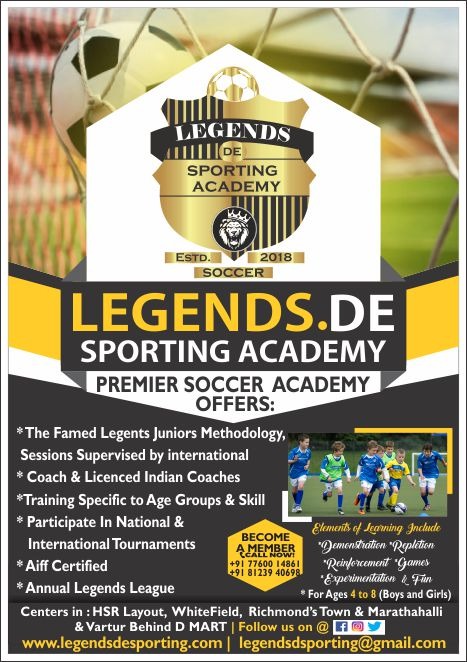 LEGENDS
DE
SPORTING
ACADEMY
ESTD. 2018
SOCCER
LEGENDS.DE
SPORTING ACADEMY
PREMIER SOCCER ACADEMY
OFFERS:
* The Famed Legents Juniors Methodology,
Sessions Supervised by international
* Coach & Licenced Indian Coaches
*Training Specific to Age Groups & Skill
* Participate In National &
International Tournaments
* Aiff Certified
* Annual Legends League
BECOME
A MEMBER
CALL NOW!
+91 77600 14861
+91 81239 40698
Elements of Learning Include
*Demonstration *Repletion
*Reinforcement *Games
*Experimentation & Fun
* For Ages 4 to 8 (Boys and Girls)
Centers in : HSR Layout, WhiteField, Richmond's Town & Marathahalli
& Vartur Behind D MART | Follow us on @
www.legendsdesporting.com | legendsdsporting@gmail.com